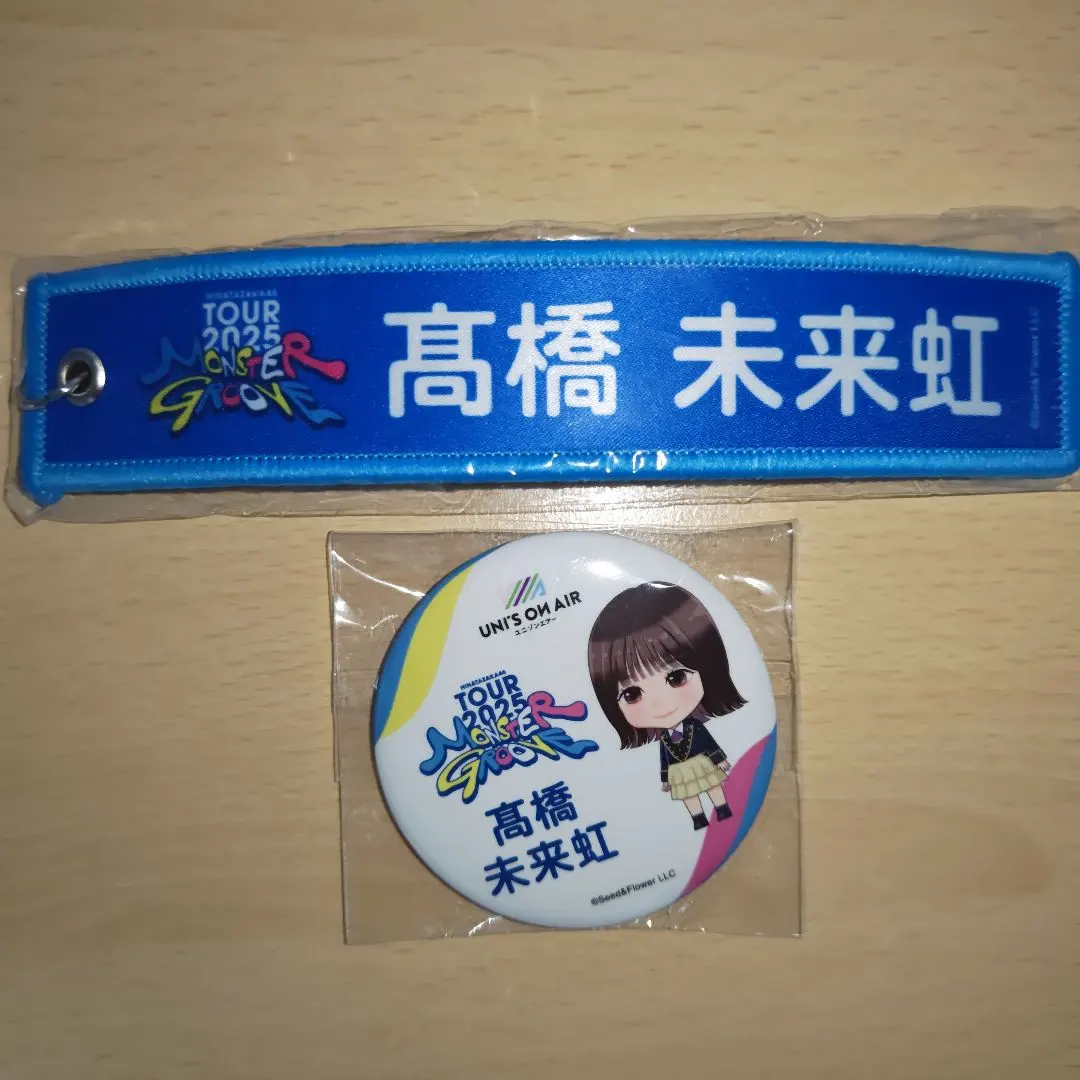 HINATAZAKA46
TOUR
2025
MONSTER
GROOVE
髙橋 未来虹
©Seed&Flower LLC
UNI'S ON AIR
ユニゾンエアー
HINATAZAKA46
TOUR
2025
MONSTER
GROOVE
髙橋
未来虹
©Seed&Flower LLC